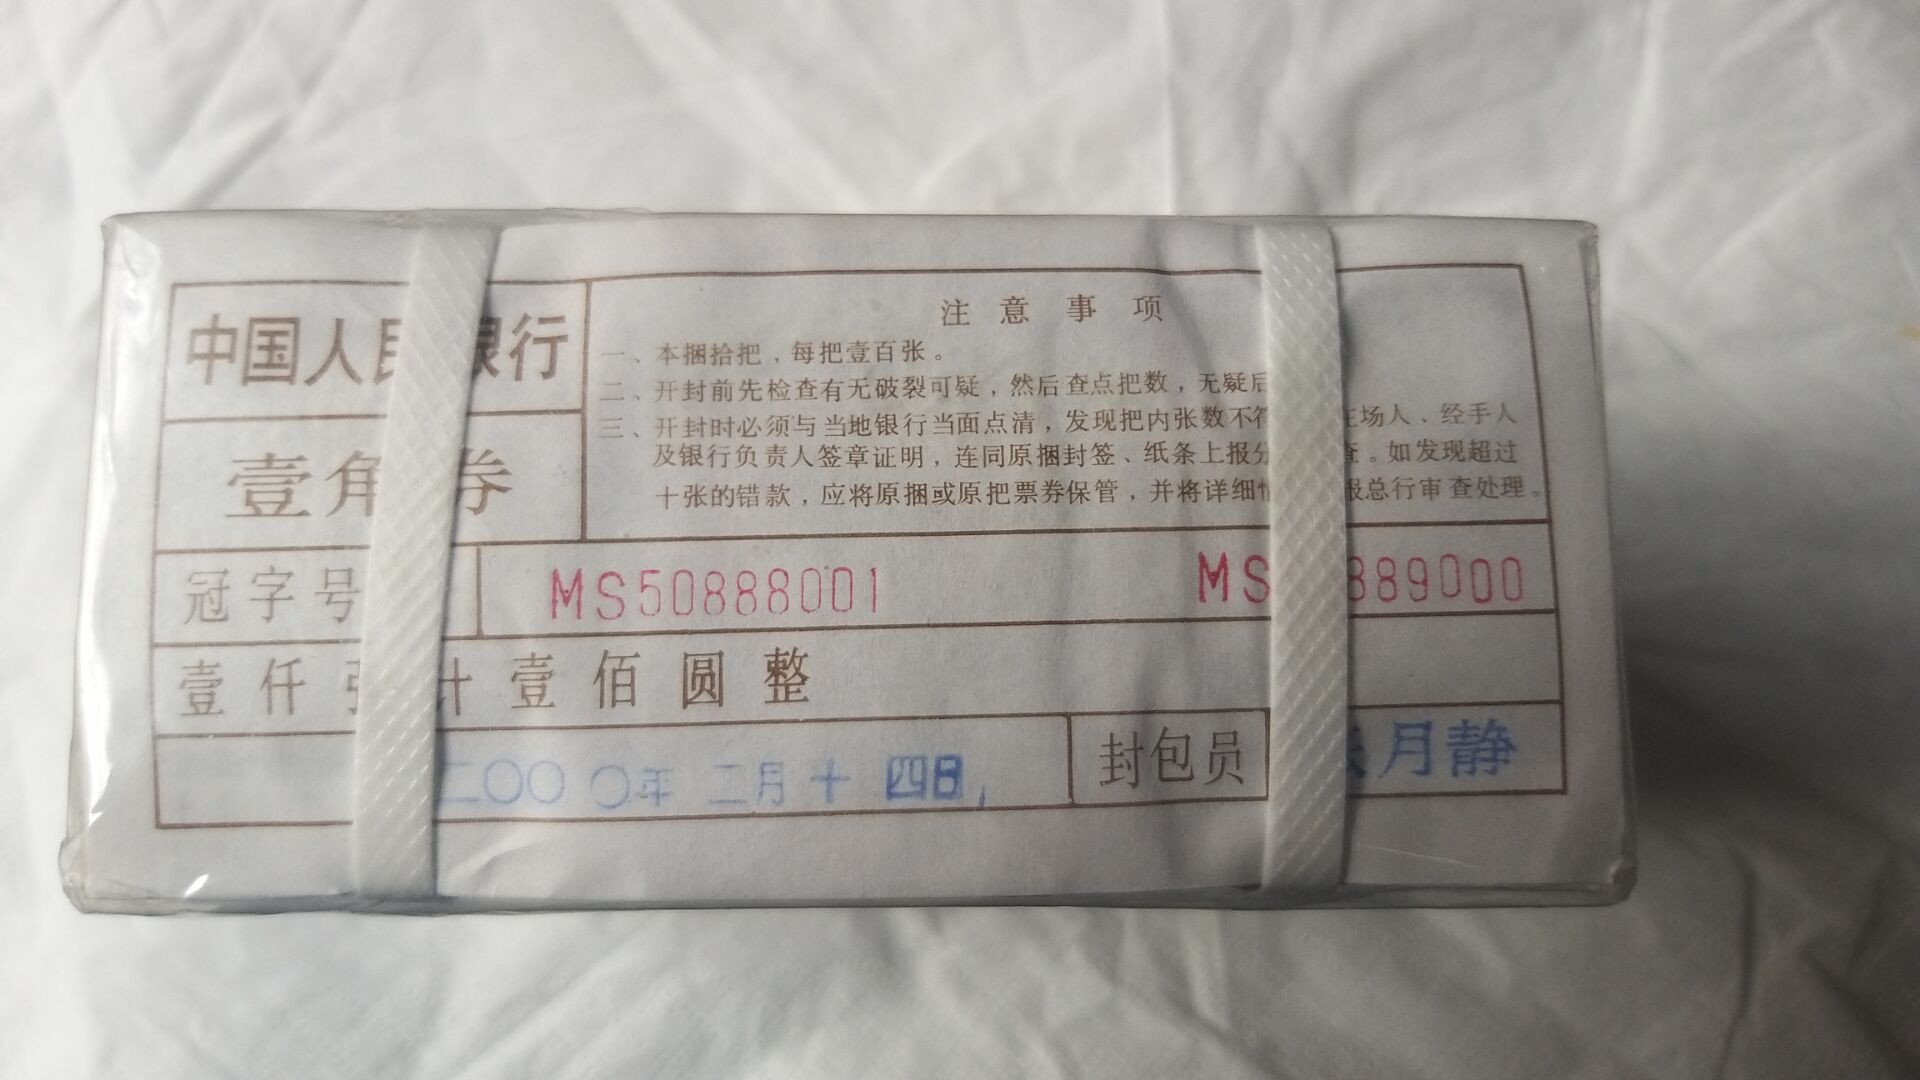 中国人民银行
壹角券
注意事项
一、本捆拾把，每把壹百张。
二、开封前先检查有无破裂可疑，然后查点把数，无疑后
三、开封时必须与当地银行当面点清，发现把内张数不符 在场人、经手人
及银行负责人签章证明，连同原捆封签、纸条上报分 查。如发现超过
十张的错款，应将原捆或原把票券保管，并将详细情 报总行审查处理。
冠字号
MS50888001 MS 889000
壹仟张计壹佰圆整
二〇〇〇年二月十四日
封包员 月静